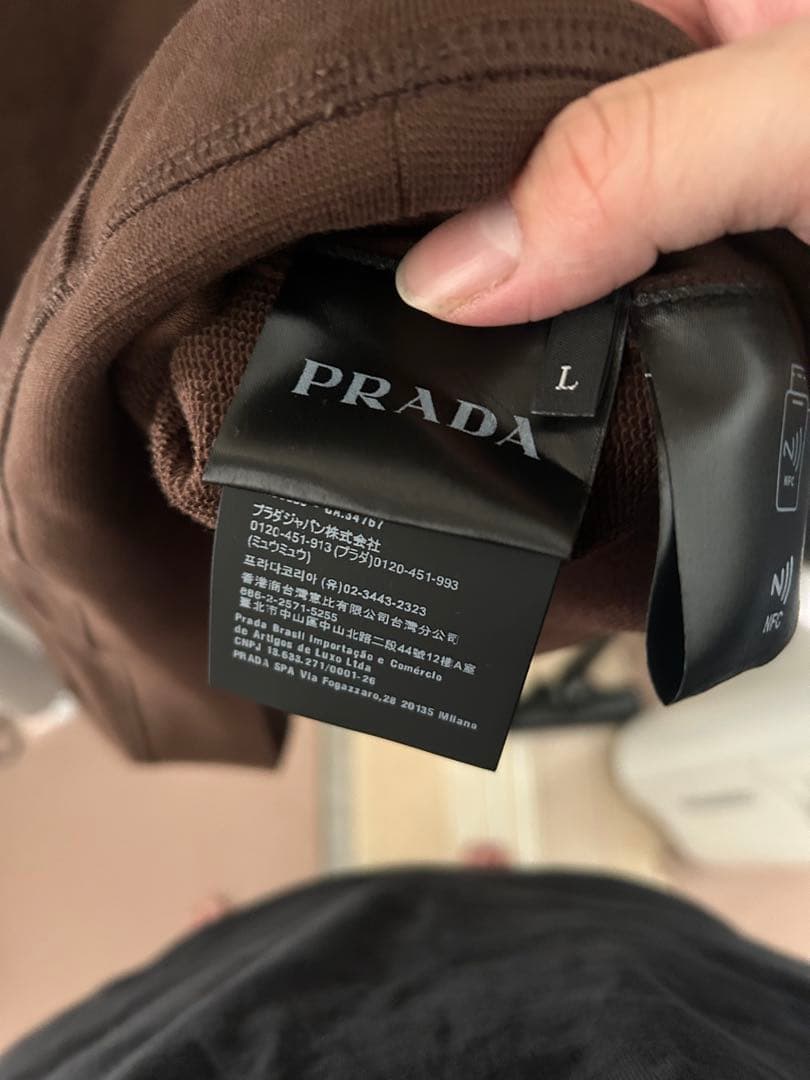 PRADA
L
プラダジャパン株式会社
0120-451-913 (プラダ)0120-451-993
(ミュウミュウ)
프라다코리아 (유)02-3443-2323
香港商台灣意比有限公司台灣分公司
886-2-2571-5255
臺北市中山區中山北路二段44號12樓A室
Prada Brasil Importação e Comércio
de Artigos de Luxo Ltda
CNPJ 13.633.271/0001-26
PRADA SPA Via Fogazzaro,28 20135 Milano
N
NFC
N
NFC